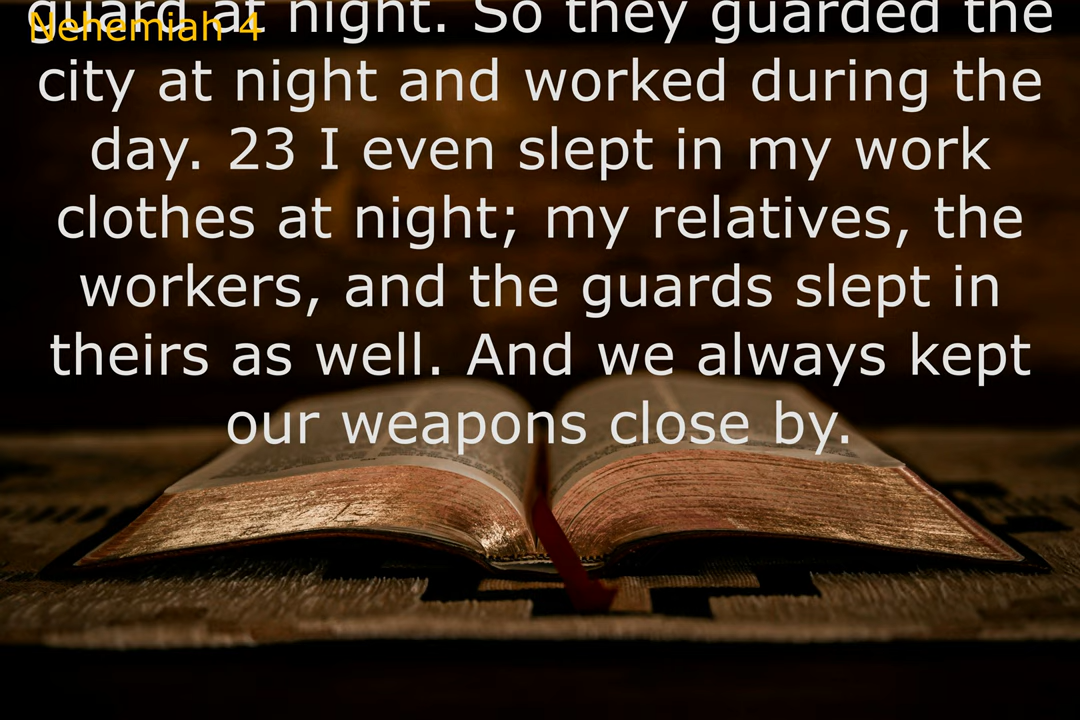 Nehemiah 4
guard at night. So they guarded the
city at night and worked during the
day. 23 I even slept in my work
clothes at night; my relatives, the
workers, and the guards slept in
theirs as well. And we always kept
our weapons close by.